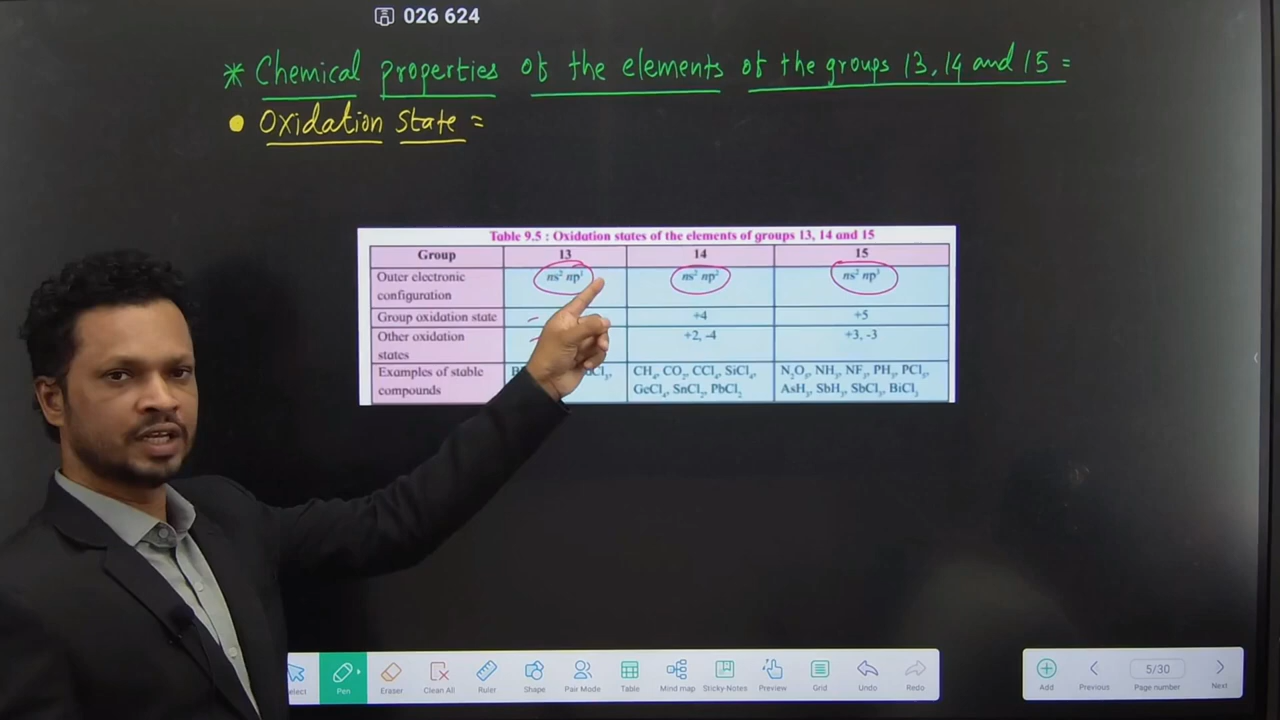 026 624
* Chemical properties of the elements of the groups 13, 14 and 15 =
• Oxidation State =
Table 9.5 : Oxidation states of the elements of groups 13, 14 and 15
Group 13 14 15
Outer electronic configuration ns² np¹ ns² np² ns² np³
Group oxidation state +4 +5
Other oxidation states +2, -4 +3, -3
Examples of stable CH₄, CO₂, CCl₄, SiCl₄, N₂O₅, NH₃, NF₃, PH₃, PCl₅,
compounds GeCl₄, SnCl₂, PbCl₂ AsH₃, SbH₃, SbCl₃, BiCl₃
Pen Eraser Clean All Ruler Shape Pair Mode Table Mind map Sticky-Notes Preview Grid Undo Redo
Add Previous 5/30 Page number Next